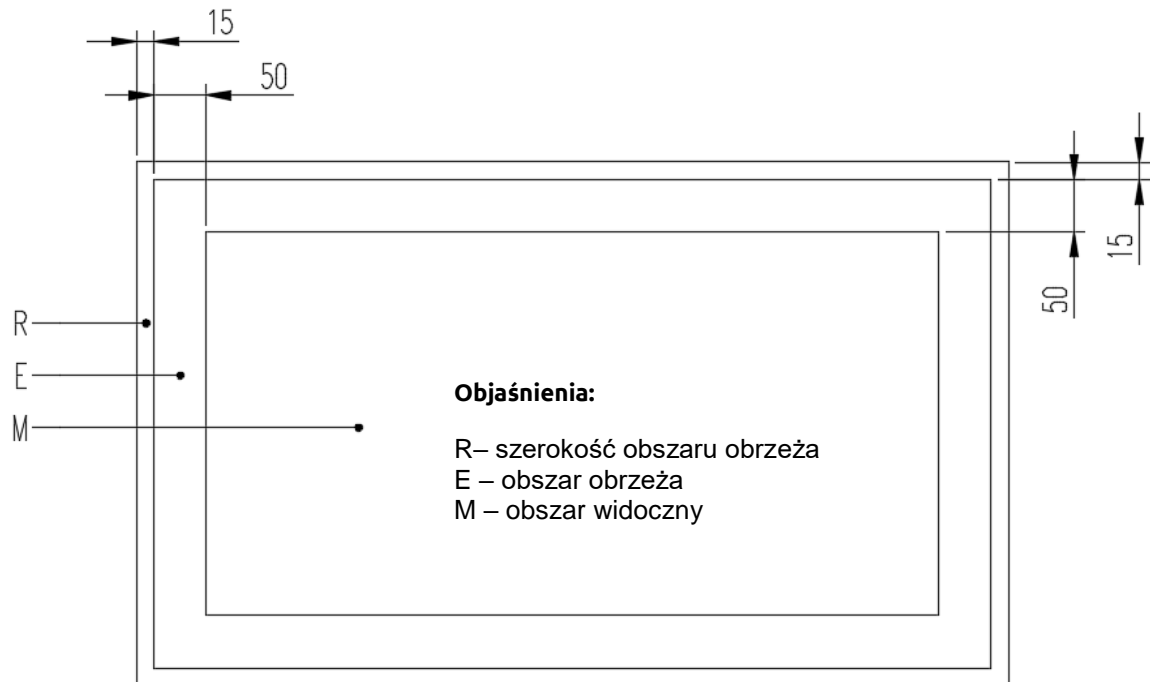 15
50
15
50
R
E
M
Objaśnienia:
R– szerokość obszaru obrzeża
E – obszar obrzeża
M – obszar widoczny